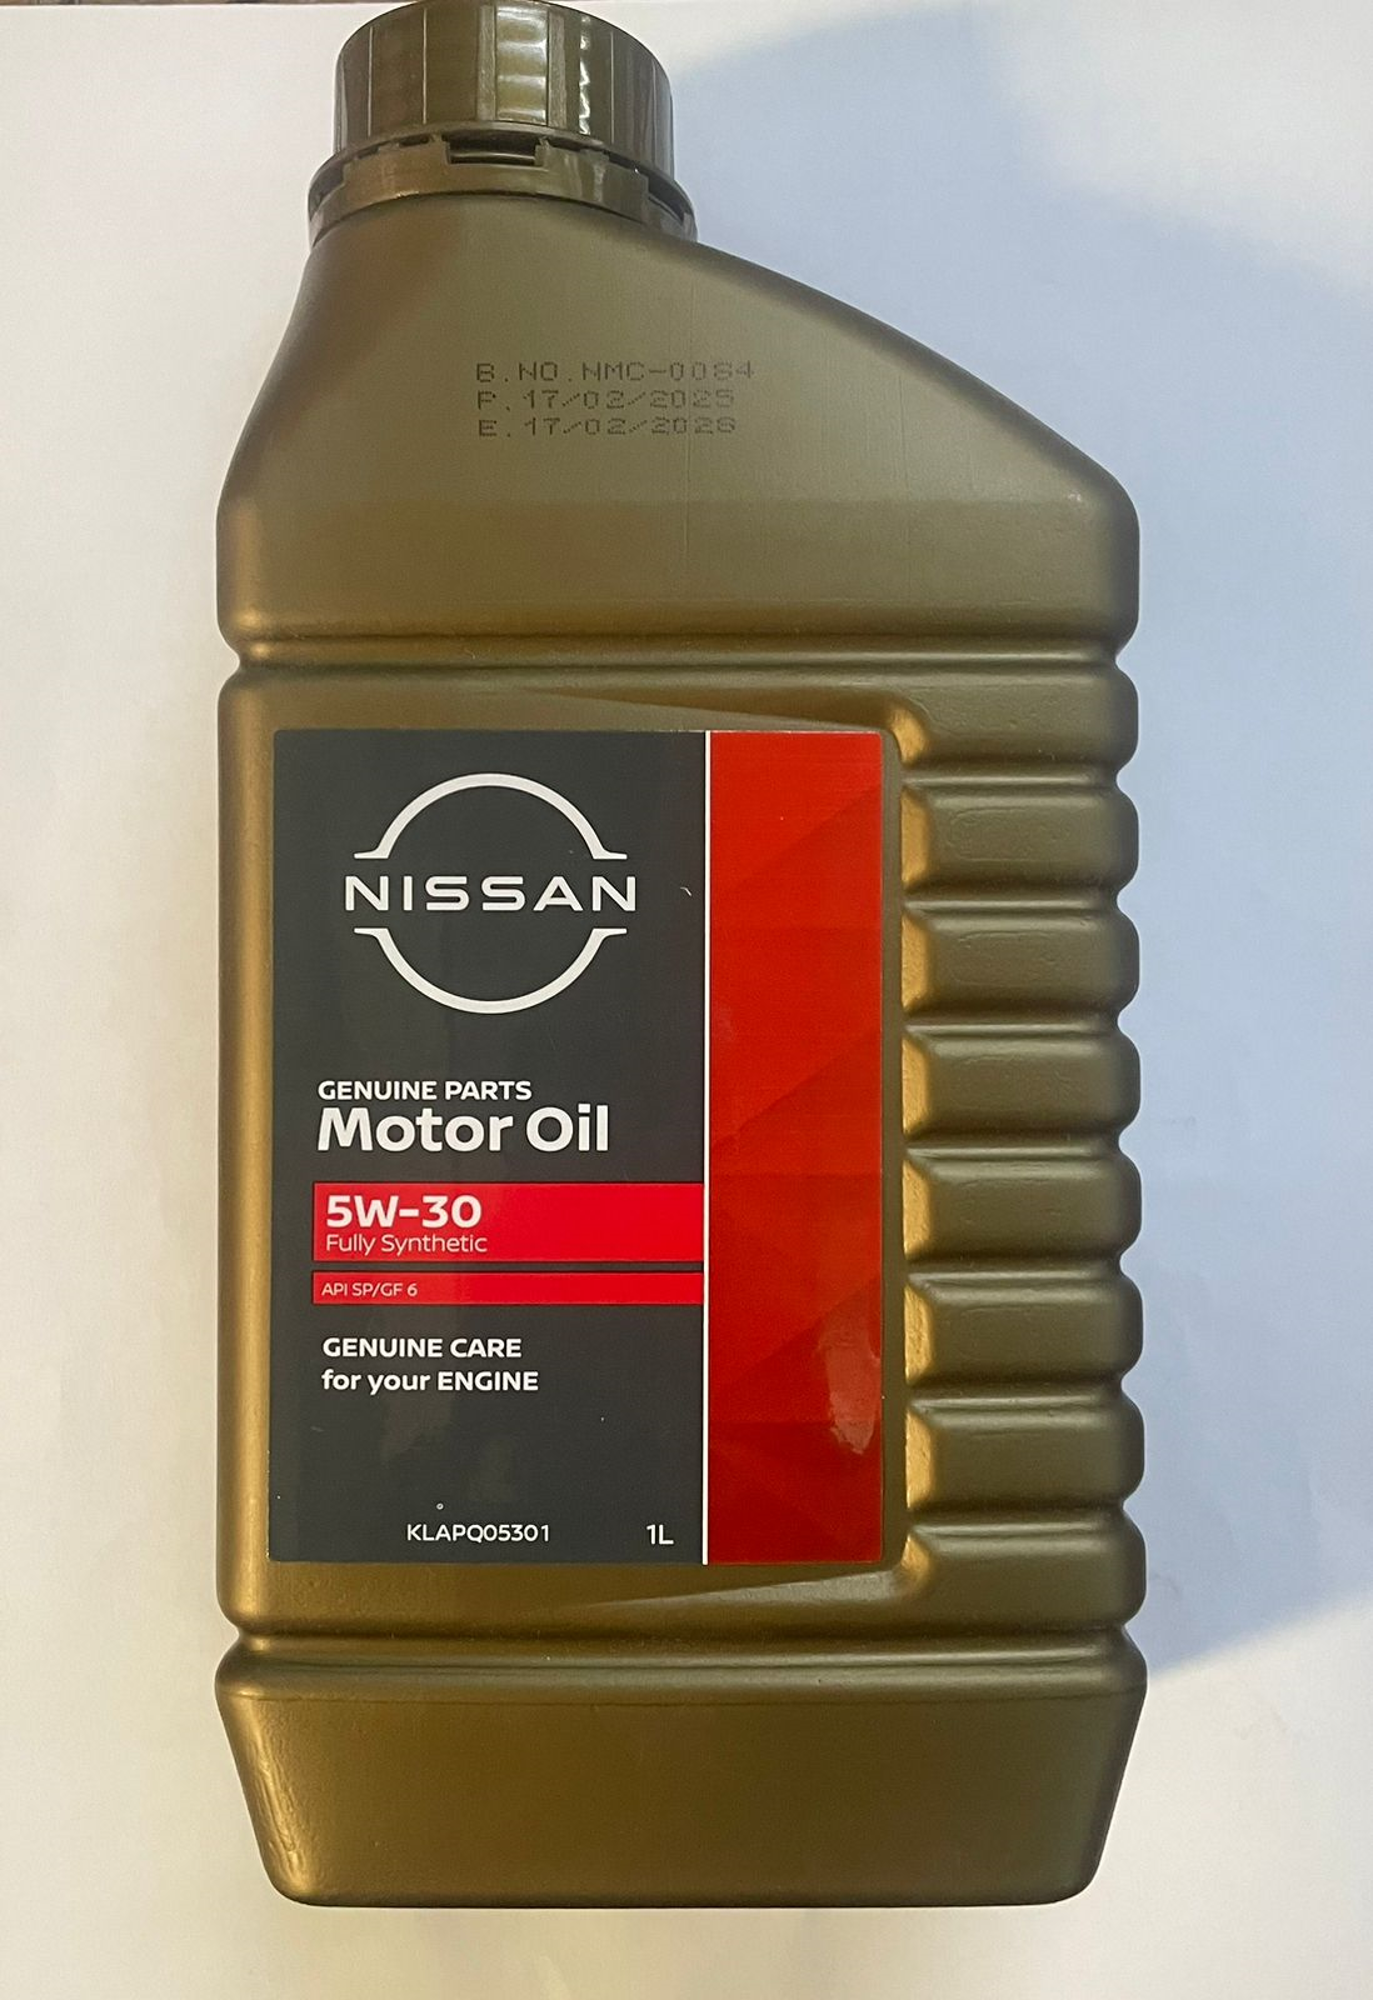 B.NO.NMC-0084
P.17/02/2025
E.17/02/2028
NISSAN
GENUINE PARTS
Motor Oil
5W-30
Fully Synthetic
API SP/GF 6
GENUINE CARE
for your ENGINE
KLAPQ05301 1L